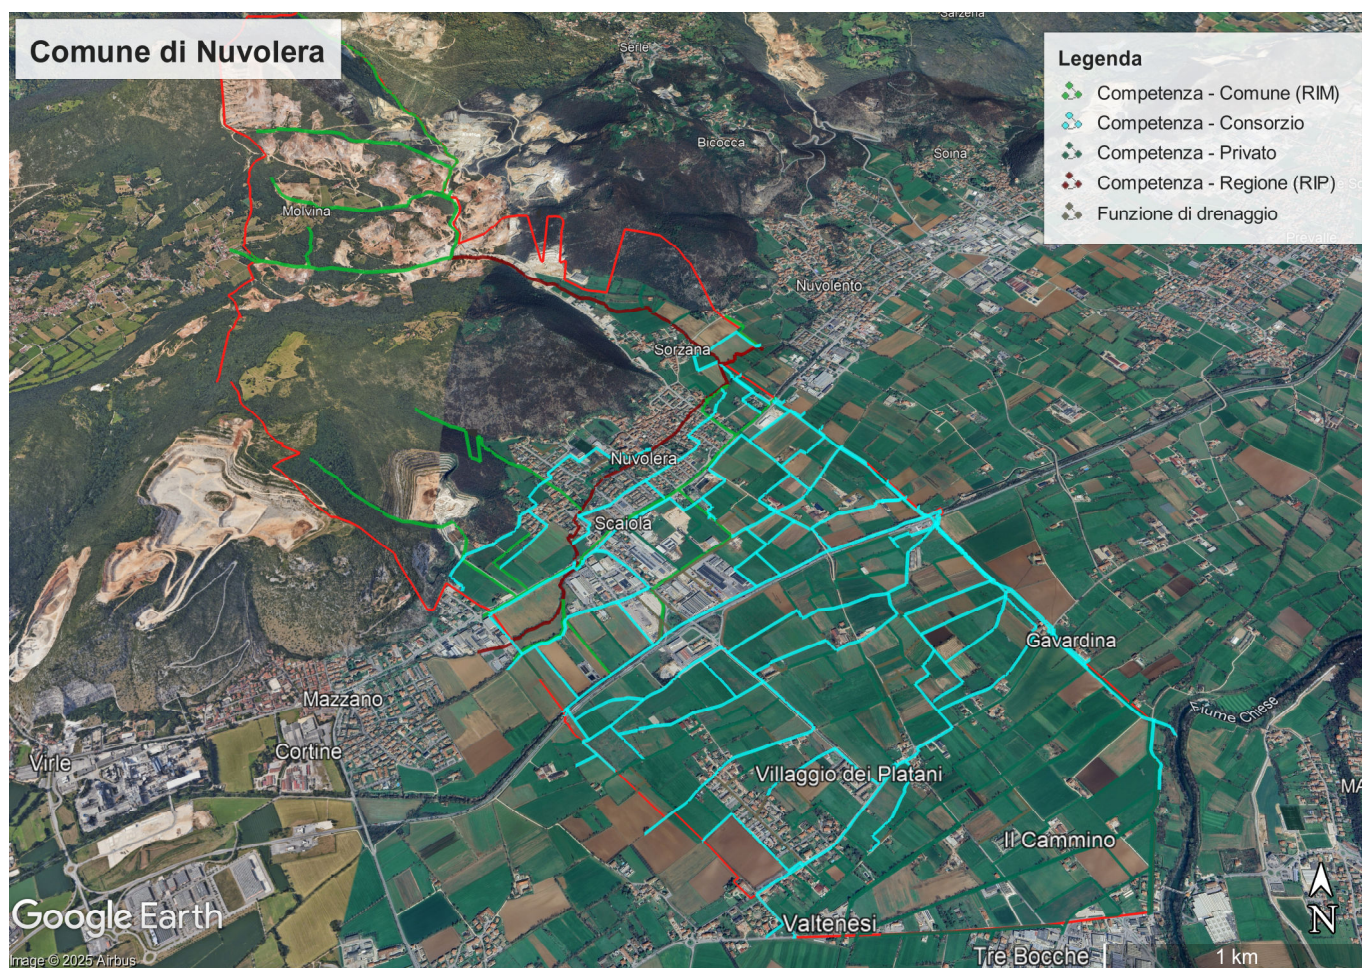 Sarzena
Comune di Nuvolera
Serle
Legenda
Competenza - Comune (RIM)
Competenza - Consorzio
Competenza - Privato
Competenza - Regione (RIP)
Funzione di drenaggio
Bicocca
Soina
Molvina
Prevalle
Nuvolento
Sorzana
Nuvolera
Scaiola
Gavardina
Mazzano
Fiume Chiese
Cortine
Virle
Villaggio dei Platani
Il Cammino
Google Earth
Valtenesi
N
Tre Bocche
1 km
Image © 2025 Airbus